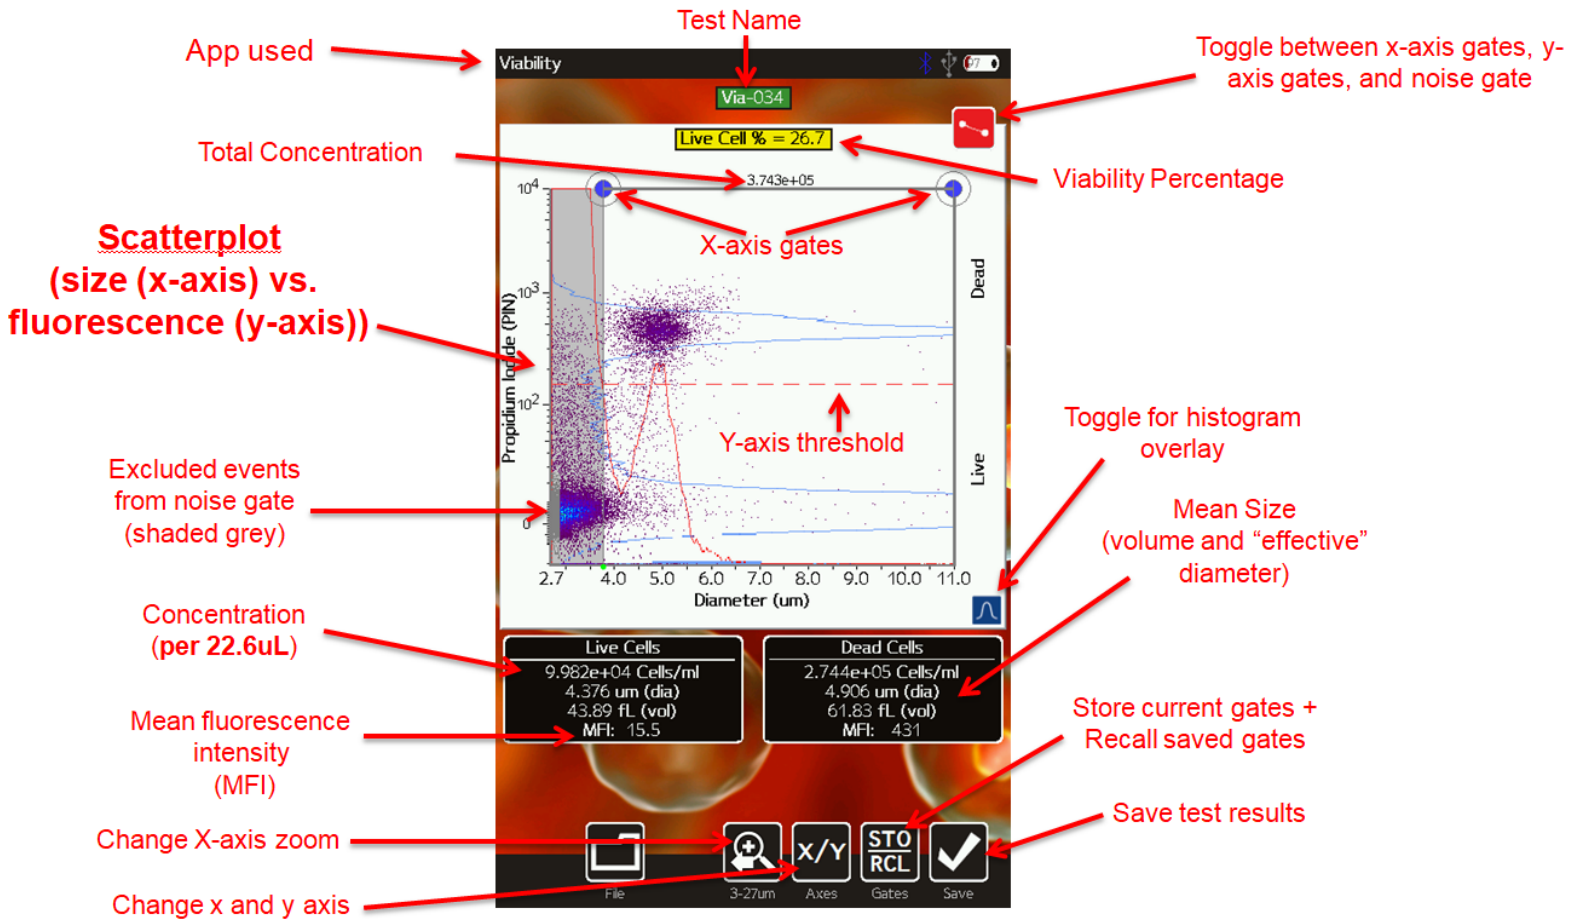 Test Name
App used
Viability
97
Toggle between x-axis gates, y-
axis gates, and noise gate
Via-034
Live Cell % = 26.7
Total Concentration
3.743e+05
Viability Percentage
10⁴
X-axis gates
Scatterplot
(size (x-axis) vs.
fluorescence (y-axis))
Dead
10³
Propidium Iodide (PIN)
10²
Y-axis threshold
Live
Toggle for histogram
overlay
Excluded events
from noise gate
(shaded grey)
0
Mean Size
(volume and “effective”
diameter)
2.7 4.0 5.0 6.0 7.0 8.0 9.0 10.0 11.0
Diameter (um)
Concentration
(per 22.6uL)
Live Cells
9.982e+04 Cells/ml
4.376 um (dia)
43.89 fL (vol)
MFI: 15.5
Dead Cells
2.744e+05 Cells/ml
4.906 um (dia)
61.83 fL (vol)
MFI: 431
Mean fluorescence
intensity
(MFI)
Store current gates +
Recall saved gates
Change X-axis zoom
Save test results
X/Y
STO
RCL
File
3-27um
Axes
Gates
Save
Change x and y axis